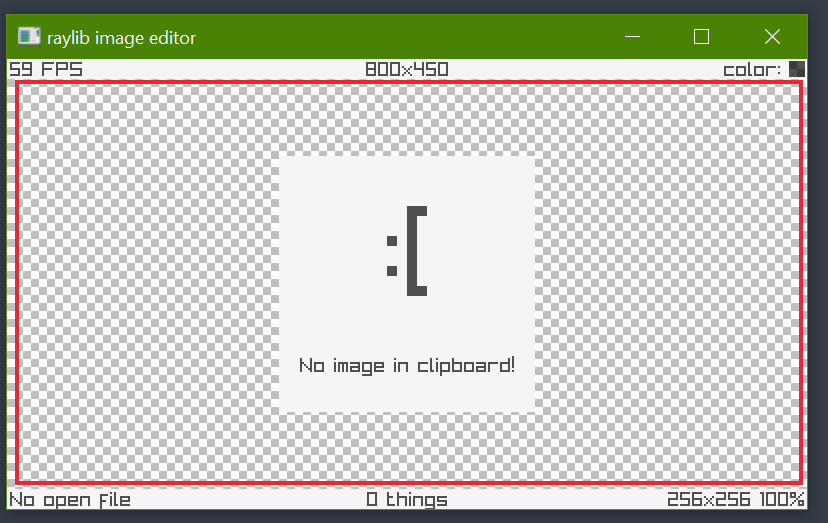 raylib image editor
59 FPS 800x450 color:
:[
No image in clipboard!
No open file 0 things 256x256 100%